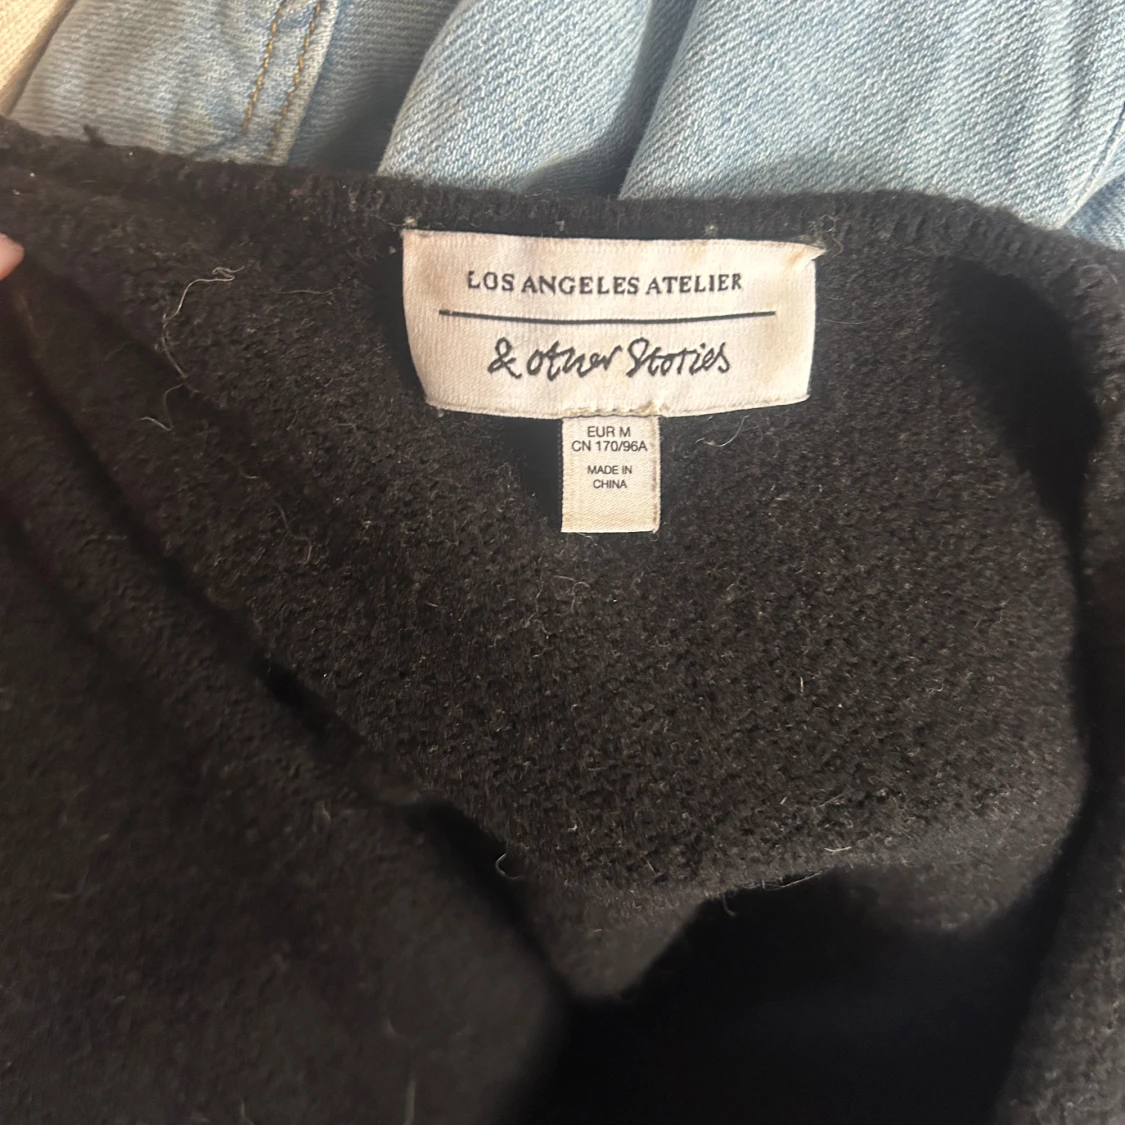 LOS ANGELES ATELIER
& other Stories
EUR M
CN 170/96A
MADE IN
CHINA